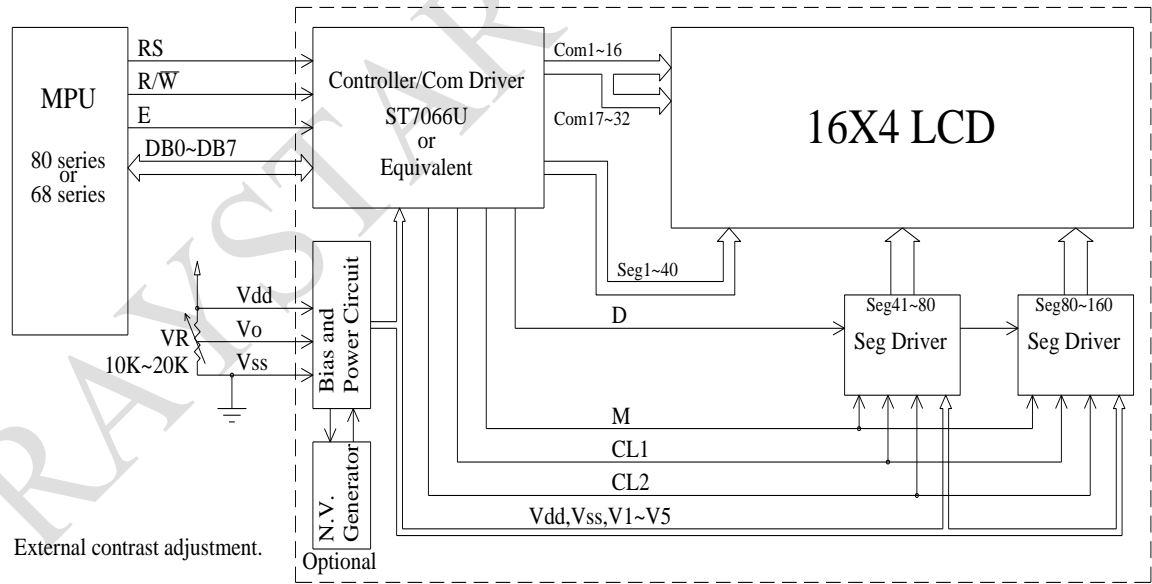 MPU
80 series
or
68 series
RS
R/W̅
E
DB0~DB7
Controller/Com Driver
ST7066U
or
Equivalent
Com1~16
Com17~32
16X4 LCD
Seg1~40
Seg41~80
Seg Driver
Seg80~160
Seg Driver
D
Vdd
Vo
Vss
VR
10K~20K
Bias and
Power Circuit
M
CL1
CL2
Vdd,Vss,V1~V5
N.V.
Generator
Optional
External contrast adjustment.
RAYSTAR